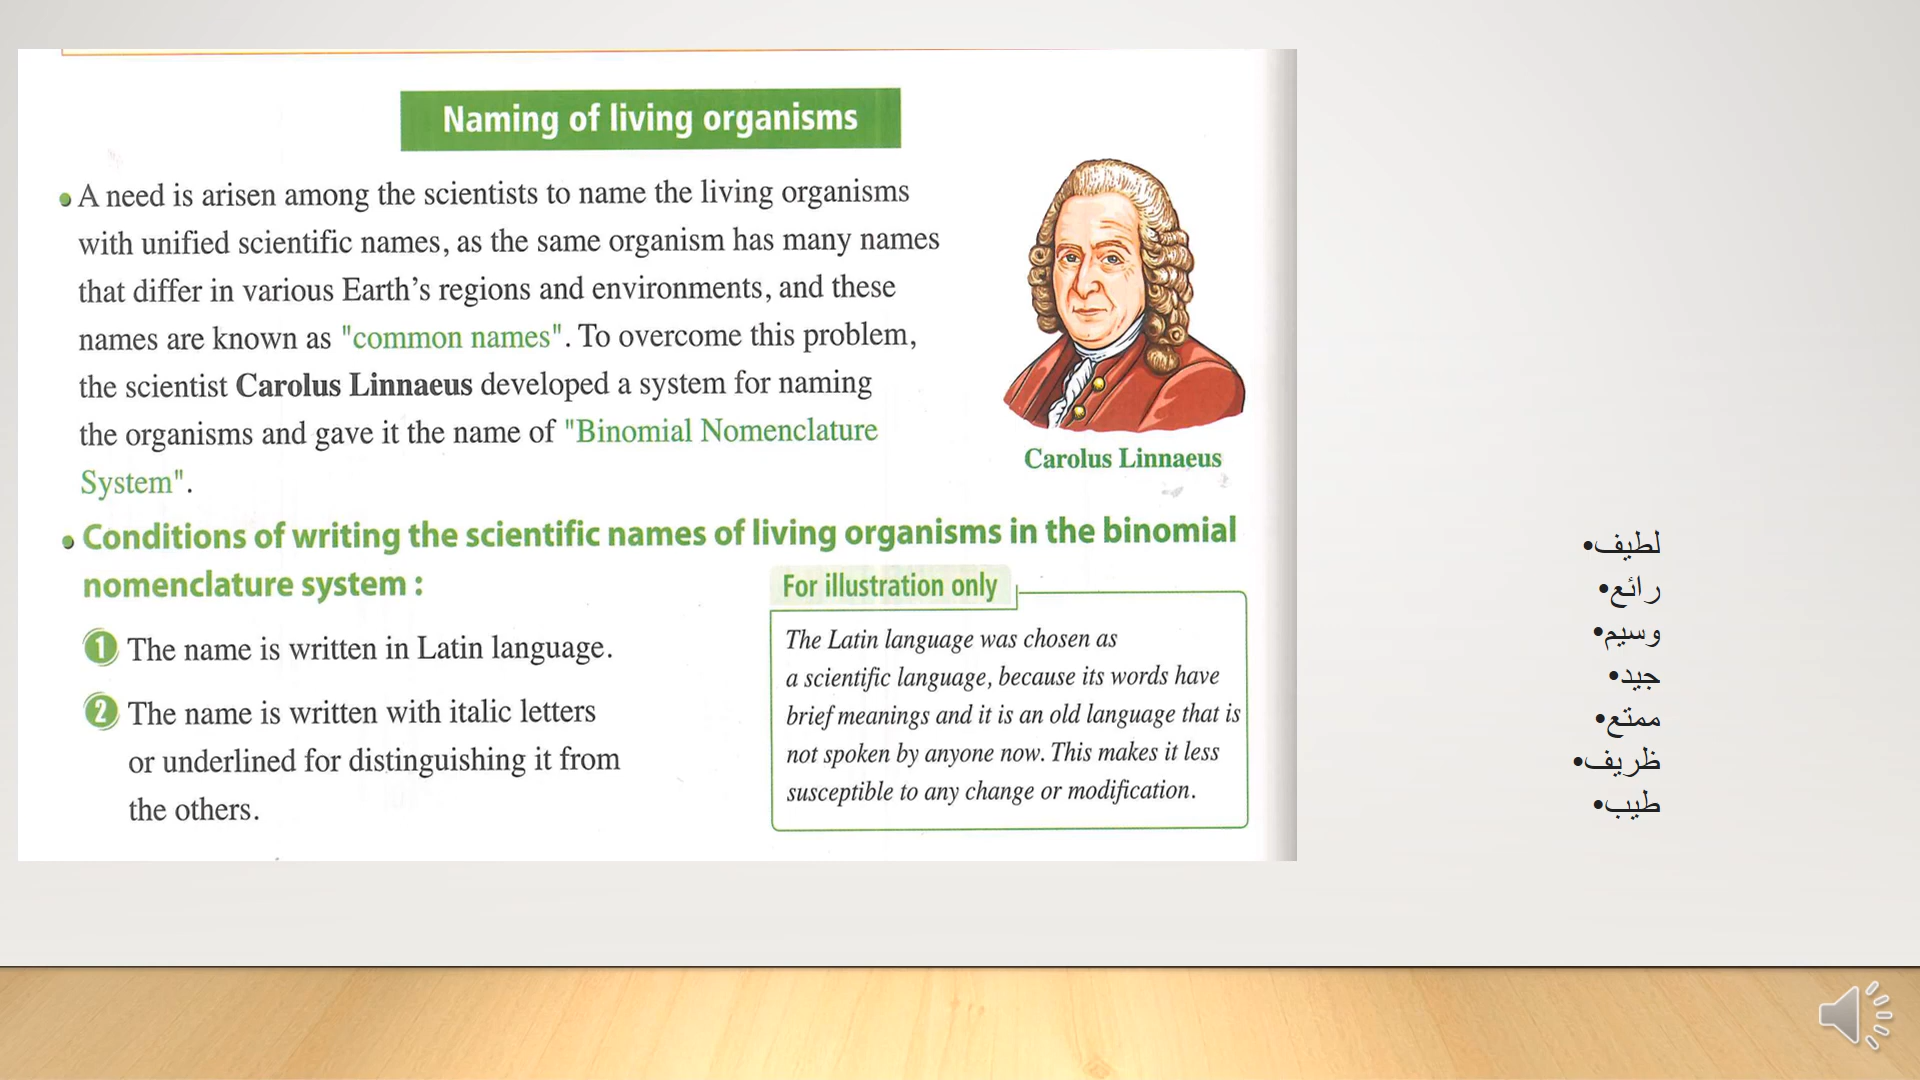 Naming of living organisms
• A need is arisen among the scientists to name the living organisms
with unified scientific names, as the same organism has many names
that differ in various Earth's regions and environments, and these
names are known as "common names". To overcome this problem,
the scientist Carolus Linnaeus developed a system for naming
the organisms and gave it the name of "Binomial Nomenclature
System".
Carolus Linnaeus
• Conditions of writing the scientific names of living organisms in the binomial
nomenclature system :
1 The name is written in Latin language.
2 The name is written with italic letters
or underlined for distinguishing it from
the others.
For illustration only
The Latin language was chosen as
a scientific language, because its words have
brief meanings and it is an old language that is
not spoken by anyone now. This makes it less
susceptible to any change or modification.
لطيف•
رائع•
وسيم•
جيد•
ممتع•
ظريف•
طيب•